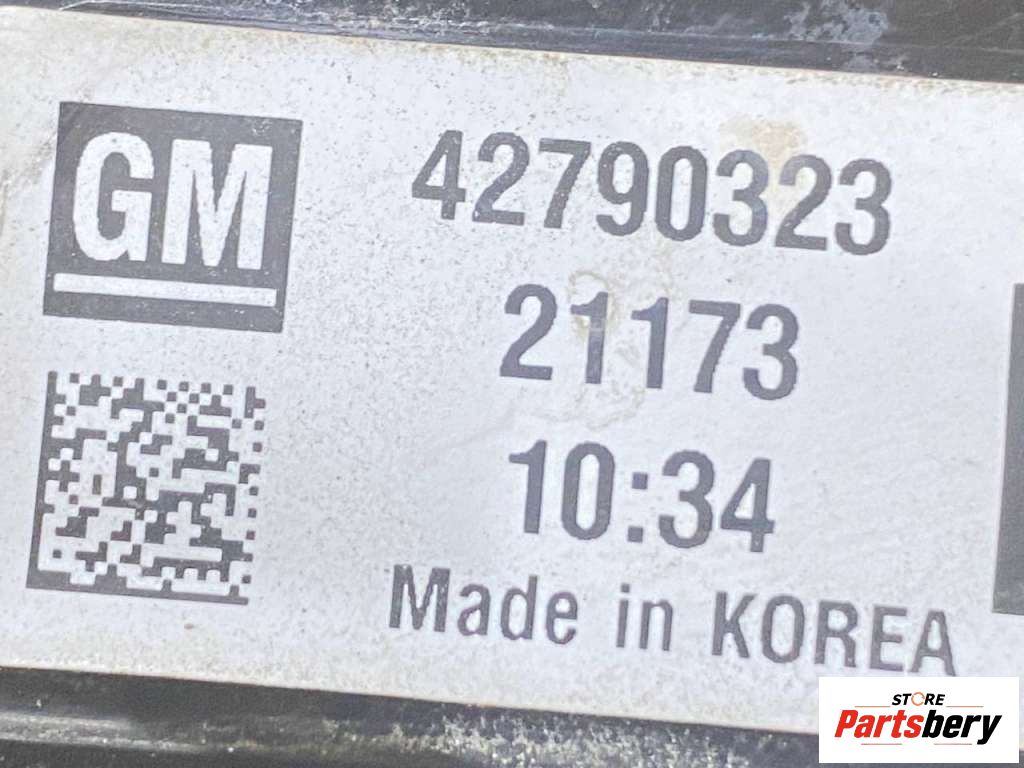 GM
42790323
21173
10:34
Made in KOREA
STORE
Partsbery